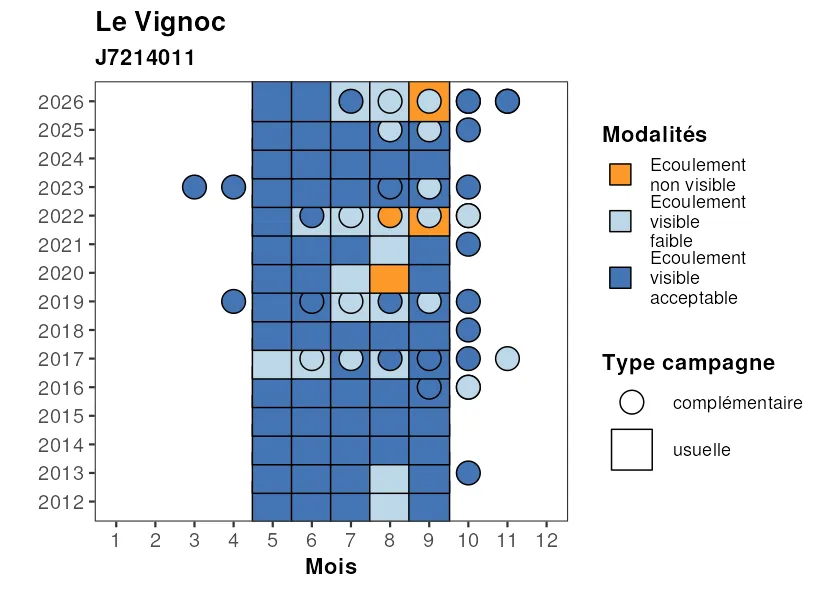 Le Vignoc
J7214011
2026
2025
2024
2023
2022
2021
2020
2019
2018
2017
2016
2015
2014
2013
2012
1 2 3 4 5 6 7 8 9 10 11 12
Mois
Modalités
Ecoulement
non visible
Ecoulement
visible
faible
Ecoulement
visible
acceptable
Type campagne
complémentaire
usuelle